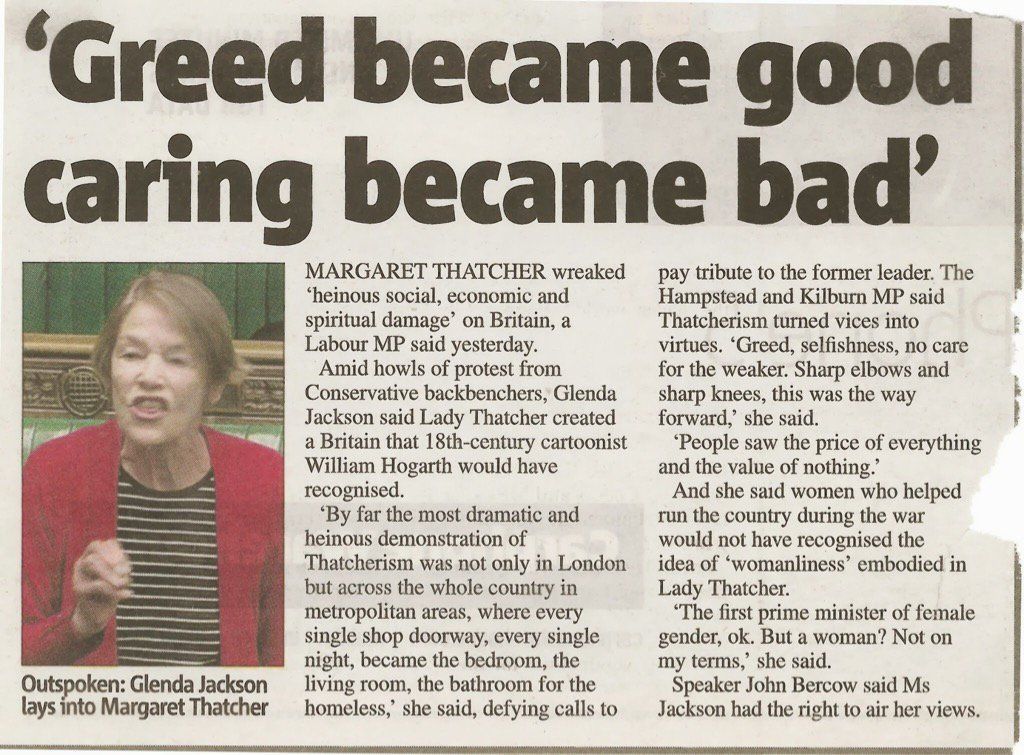 ‘Greed became good
caring became bad’
MARGARET THATCHER wreaked
‘heinous social, economic and
spiritual damage’ on Britain, a
Labour MP said yesterday.
Amid howls of protest from
Conservative backbenchers, Glenda
Jackson said Lady Thatcher created
a Britain that 18th-century cartoonist
William Hogarth would have
recognised.
‘By far the most dramatic and
heinous demonstration of
Thatcherism was not only in London
but across the whole country in
metropolitan areas, where every
single shop doorway, every single
night, became the bedroom, the
living room, the bathroom for the
homeless,’ she said, defying calls to
pay tribute to the former leader. The
Hampstead and Kilburn MP said
Thatcherism turned vices into
virtues. ‘Greed, selfishness, no care
for the weaker. Sharp elbows and
sharp knees, this was the way
forward,’ she said.
‘People saw the price of everything
and the value of nothing.’
And she said women who helped
run the country during the war
would not have recognised the
idea of ‘womanliness’ embodied in
Lady Thatcher.
‘The first prime minister of female
gender, ok. But a woman? Not on
my terms,’ she said.
Speaker John Bercow said Ms
Jackson had the right to air her views.
Outspoken: Glenda Jackson
lays into Margaret Thatcher